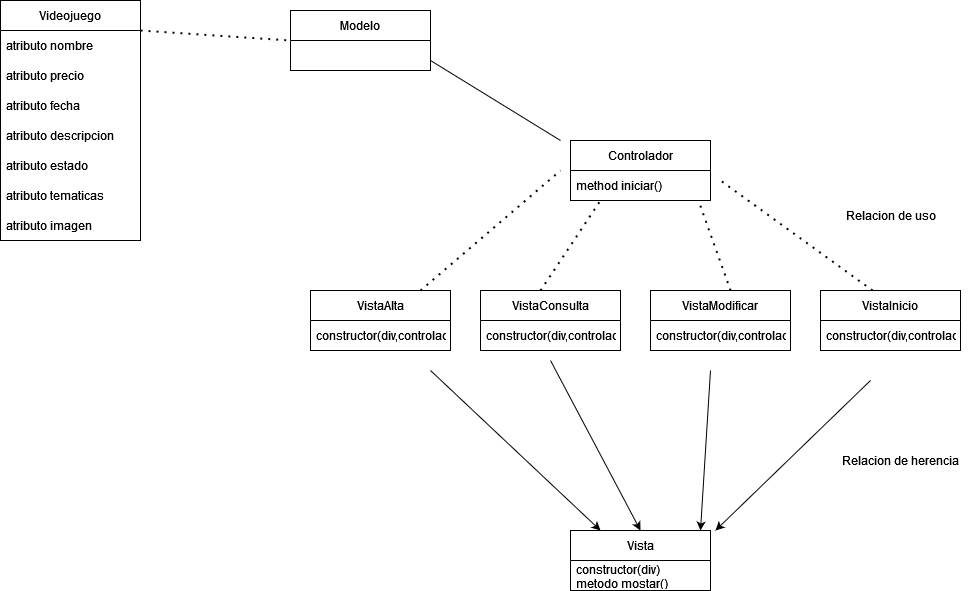 Videojuego
atributo nombre
atributo precio
atributo fecha
atributo descripcion
atributo estado
atributo tematicas
atributo imagen
Modelo
Controlador
method iniciar()
Relacion de uso
VistaAlta
constructor(div,controlac
VistaConsulta
constructor(div,controlac
VistaModificar
constructor(div,controlac
VistaInicio
constructor(div,controlac
Relacion de herencia
Vista
constructor(div)
metodo mostar()